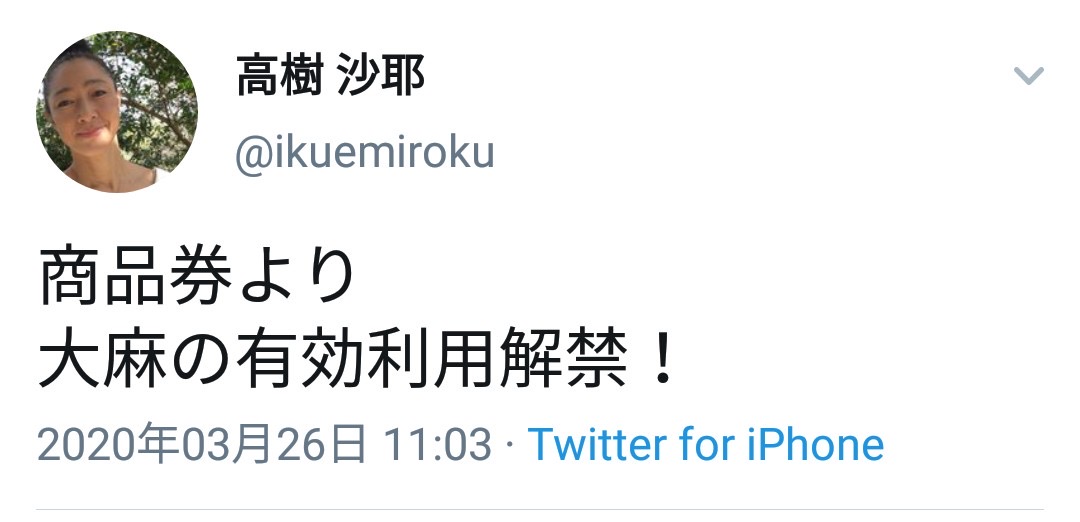 高樹 沙耶
@ikuemiroku
商品券より
大麻の有効利用解禁！
2020年03月26日 11:03 · Twitter for iPhone